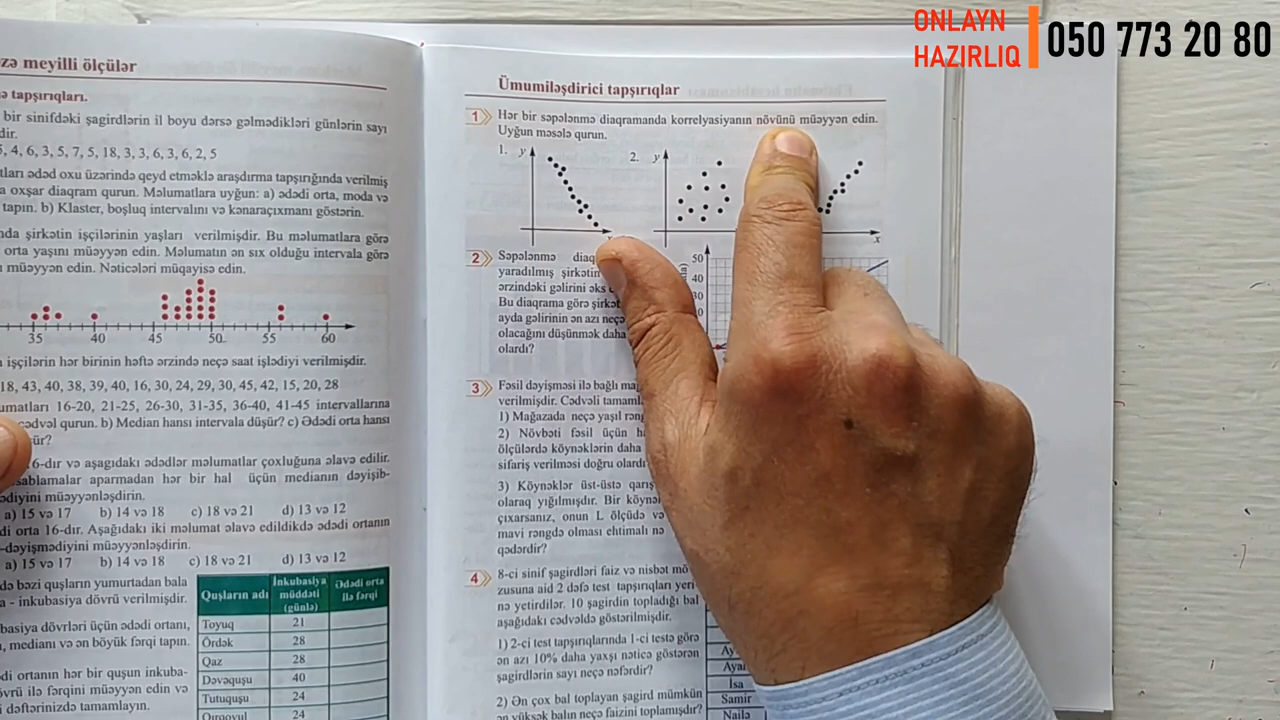 ONLAYN
HAZIRLIQ
050 773 20 80
zə meyilli ölçülər
ə tapşırıqları.
bir sinifdəki şagirdlərin il boyu dərsə gəlmədikləri günlərin sayı
dir.
5, 4, 6, 3, 5, 7, 5, 18, 3, 3, 6, 3, 6, 2, 5
tları ədəd oxu üzərində qeyd etməklə araşdırma tapşırığında verilmiş
a oxşar diaqram qurun. Məlumatlara uyğun: a) ədədi orta, moda və
tapın. b) Klaster, boşluq intervalını və kənaraçıxmanı göstərin.
nda şirkətin işçilərinin yaşları verilmişdir. Bu məlumatlara görə
orta yaşını müəyyən edin. Məlumatın ən sıx olduğu intervala görə
müəyyən edin. Nəticələri müqayisə edin.
35 40 45 50 55 60
işçilərin hər birinin həftə ərzində neçə saat işlədiyi verilmişdir.
18, 43, 40, 38, 39, 40, 16, 30, 24, 29, 30, 45, 42, 15, 20, 28
umatları 16-20, 21-25, 26-30, 31-35, 36-40, 41-45 intervallarına
cədvəl qurun. b) Median hansı intervala düşür? c) Ədədi orta hansı
ür?
16-dır və aşagıdakı ədədlər məlumatlar çoxluğuna əlavə edilir.
sablamalar aparmadan hər bir hal üçün medianın dəyişib-
ədiyini müəyyənləşdirin.
a) 15 və 17 b) 14 və 18 c) 18 və 21 d) 13 və 12
di orta 16-dır. Aşağıdakı iki məlumat əlavə edildikdə ədədi ortanın
-dəyişmədiyini müəyyənləşdirin.
a) 15 və 17 b) 14 və 18 c) 18 və 21 d) 13 və 12
də bəzi quşların yumurtadan bala
a - inkubasiya dövrü verilmişdir.
basiya dövrləri üçün ədədi ortanı,
, medianı və ən böyük fərqi tapın.
di ortanın hər bir quşun inkuba-
övrü ilə fərqini müəyyən edin və
i dəftərinizdə tamamlayın.
Quşların adı İnkubasiya müddəti (günlə) Ədədi orta ilə fərqi
Toyuq 21
Ördək 28
Qaz 28
Dəvəquşu 40
Tutuquşu 24
Qırqovul 24
Ümumiləşdirici tapşırıqlar
1 Hər bir səpələnmə diaqramanda korrelyasiyanın növünü müəyyən edin.
Uyğun məsələ qurun.
1. y 2. y
x
2 Səpələnmə diaq
yaradılmış şirkətin
ərzindəki gəlirini əks
Bu diaqrama görə şirkət
ayda gəlirinin ən azı neçə
olacağını düşünmək daha
olardı?
50
40
30
3 Fəsil dəyişməsi ilə bağlı mağ
verilmişdir. Cədvəli tamaml
1) Mağazada neçə yaşıl rəng
2) Növbəti fəsil üçün ha
ölçülərdə köynəklərin daha
sifariş verilməsi doğru olardı
3) Köynəklər üst-üstə qarış
olaraq yığılmışdır. Bir köynə
çıxarsanız, onun L ölçüdə və
mavi rəngdə olması ehtimalı nə
qədərdir?
4 8-ci sinif şagirdləri faiz və nisbət mö
zusuna aid 2 dəfə test tapşırıqları yeri-
nə yetirdilər. 10 şagirdin topladığı bal
aşağıdakı cədvəldə göstərilmişdir.
1) 2-ci test tapşırıqlarında 1-ci testə görə
ən azı 10% daha yaxşı nəticə göstərən
şagirdlərin sayı neçə nəfərdir?
2) Ən çox bal toplayan şagird mümkün
ən yüksək balın neçə faizini toplamışdır?
İsa
Samir
Nailə